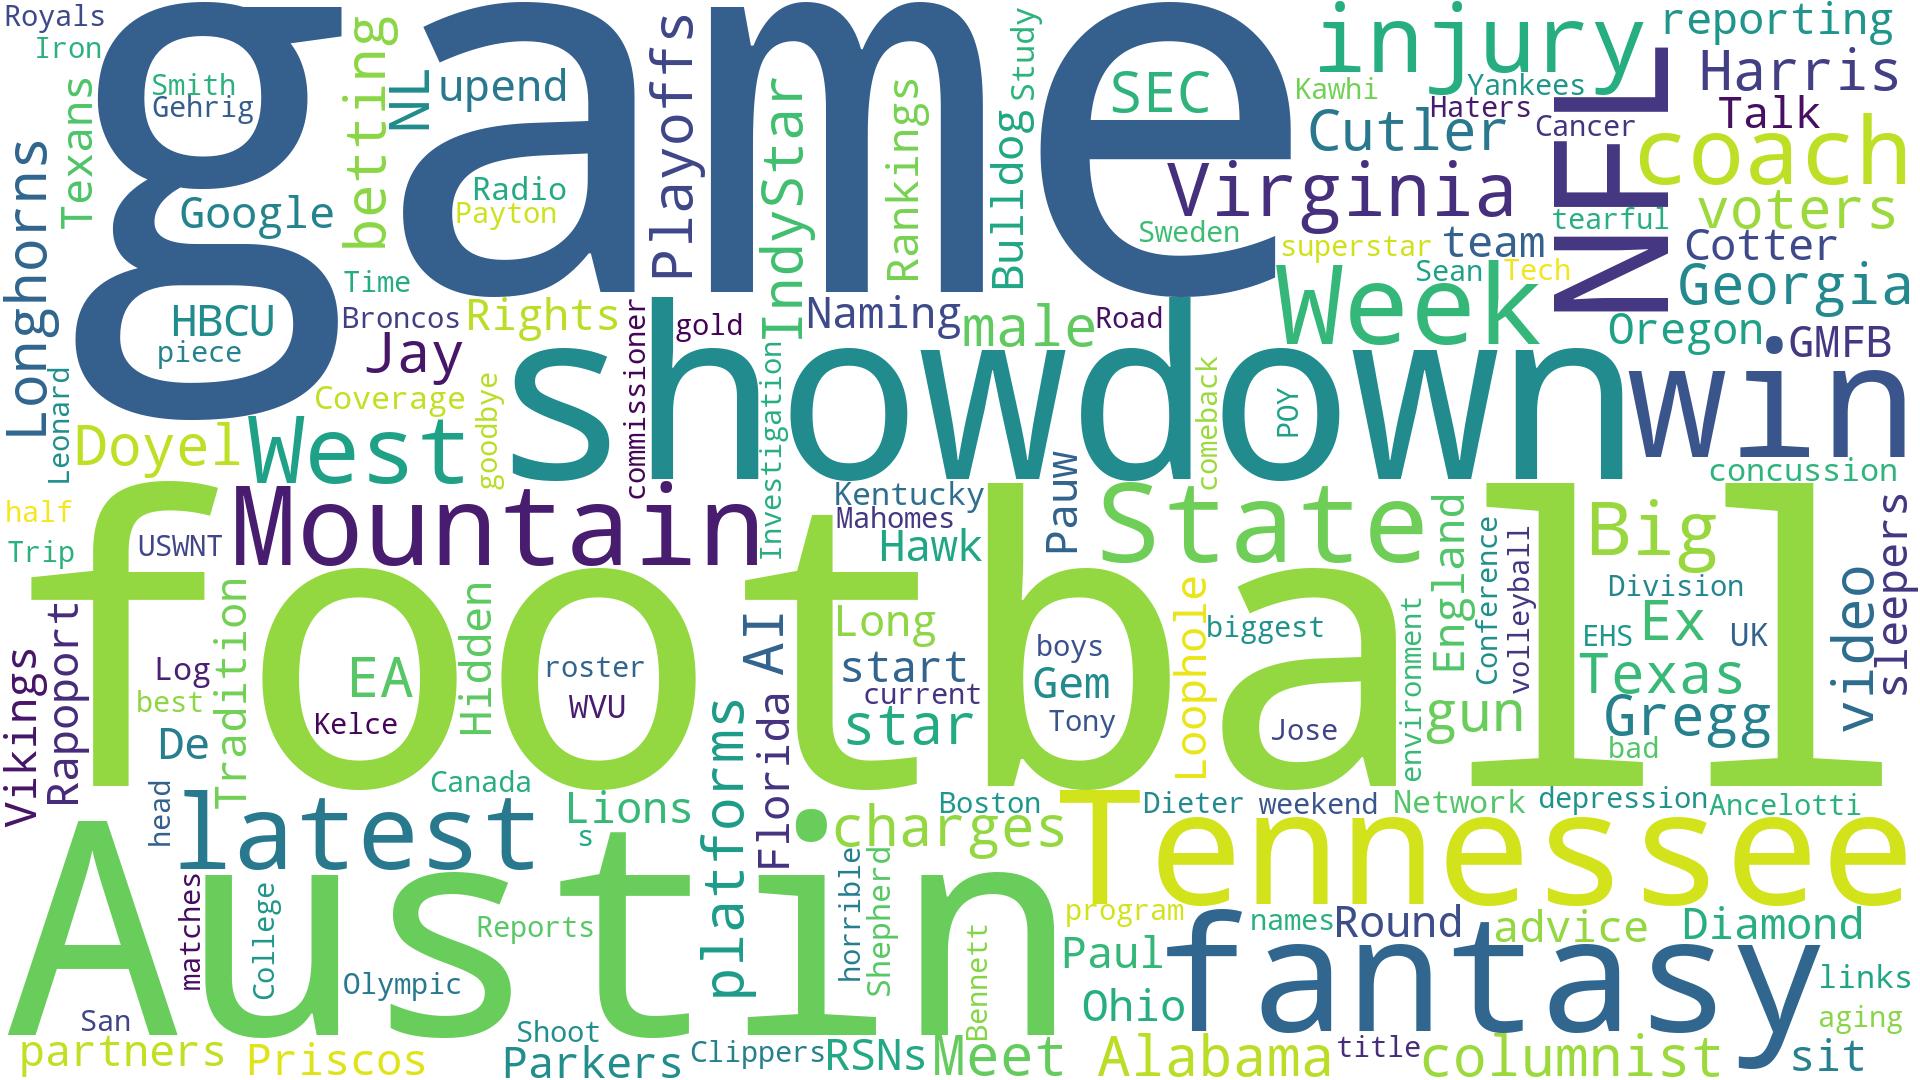 Royals
Iron
Texans
Longhorns
Leonard
game
Smith
Gehrig
Google
HBCU
piece
betting
NL
upend
Radio
Payton
Time
Playoffs
IndyStar
Rankings
Bulldog
Study
SEC
injury
reporting
Kawhi
Yankees
Haters
Harris
Talk
Cutler
Cancer
NFL
coach
Virginia
tearful
voters
Sweden
superstar
team
Sean
Tech
Cotter
Georgia
Week
Oregon
GMFB
Broncos
Rights
commissioner
gold
Naming
male
Road
Jay
Coverage
goodbye
showdown
Investigation
comeback
POY
win
Doyel
West
concussion
half
Trip
USWNT
Mountain
Kentucky
Mahomes
Hawk
Pauw
State
England
Conference
volleyball
Big
Division
sleepers
video
football
Vikings
Rapoport
Log
best
De
Tradition
EA
Kelce
Hidden
roster
WVU
AI
Florida
platforms
Long
start
current
star
boys
Gem
Tony
Loophole
biggest
Jose
environment
gun
EHS
Ex
UK
Texas
Gregg
bad
head
latest
Canada
Lions
s
charges
Boston
Tennessee
Dieter
weekend
Network
depression
Ancelotti
Austin
matches
College
Olympic
Reports
horrible
Shepherd
Bennett
program
names
Round
advice
Diamond
Paul
fantasy
links
Ohio
aging
San
partners
Priscos
Shoot
Parkers
Clippers
RSNs
Meet
Alabama
title
columnist
sit